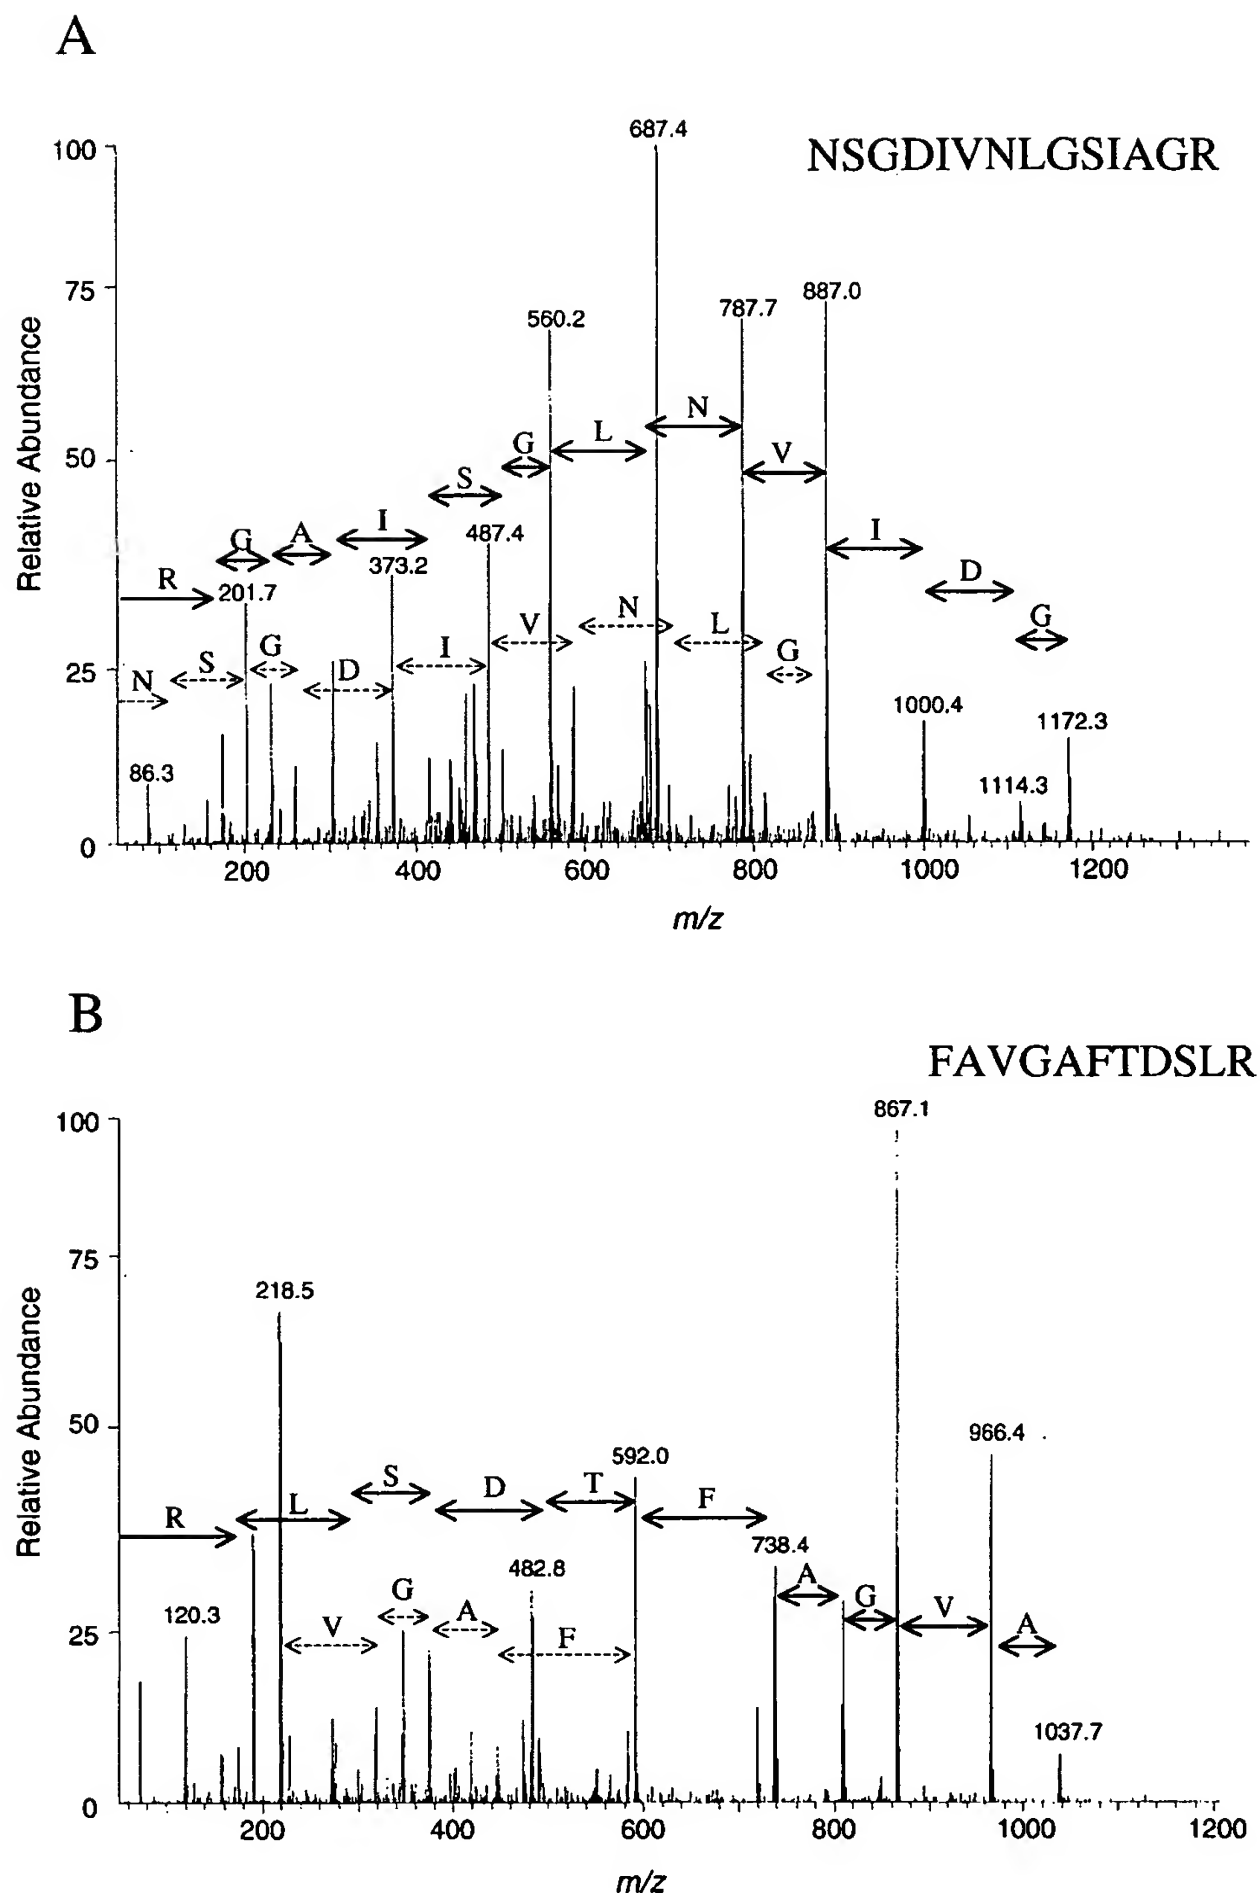 A
687.4
100
NSGDIVNLGSIAGR
75
787.7
887.0
560.2
Relative Abundance
50
N
L
G
V
S
I
A
I
G
487.4
D
R
201.7
373.2
G
N
V
L
G
I
G
S
D
25
N
1000.4
1172.3
86.3
1114.3
0
200
400
600
800
1000
1200
m/z
B
FAVGAFTDSLR
867.1
100
75
218.5
Relative Abundance
50
966.4
592.0
S
D
T
F
L
R
738.4
482.8
A
G
G
V
120.3
A
V
F
A
25
1037.7
0
200
400
600
800
1000
1200
m/z